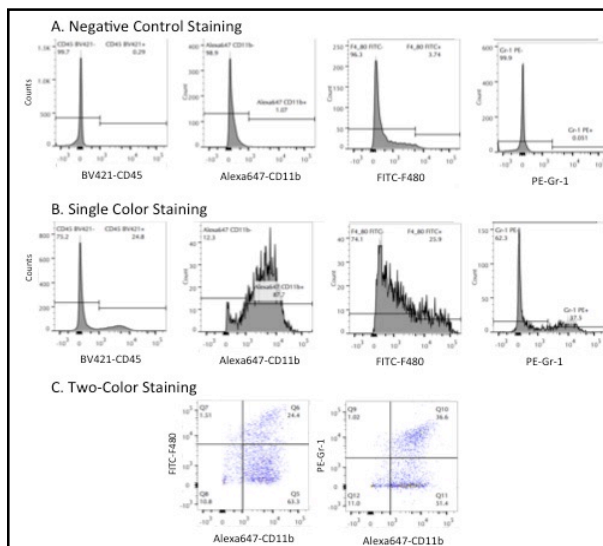 A. Negative Control Staining
CD45 BV421- CD45 BV421+
99.7 0.29
Alexa647 CD11b-
98.9
Alexa647 CD11b+
1.07
F4_80 FITC- F4_80 FITC+
96.3 3.74
Gr-1 PE-
99.9
Gr-1 PE+
0.051
Counts
BV421-CD45
Alexa647-CD11b
FITC-F480
PE-Gr-1
B. Single Color Staining
CD45 BV421- CD45 BV421+
75.2 24.8
Alexa647 CD11b-
12.3
Alexa647 CD11b+
87.7
F4_80 FITC- F4_80 FITC+
74.1 25.9
Gr-1 PE-
62.3
Gr-1 PE+
37.5
Counts
BV421-CD45
Alexa647-CD11b
FITC-F480
PE-Gr-1
C. Two-Color Staining
Q7 Q6
1.51 24.4
Q8 Q5
10.8 63.3
FITC-F480
Alexa647-CD11b
Q9 Q10
1.02 36.6
Q12 Q11
11.0 51.4
PE-Gr-1
Alexa647-CD11b